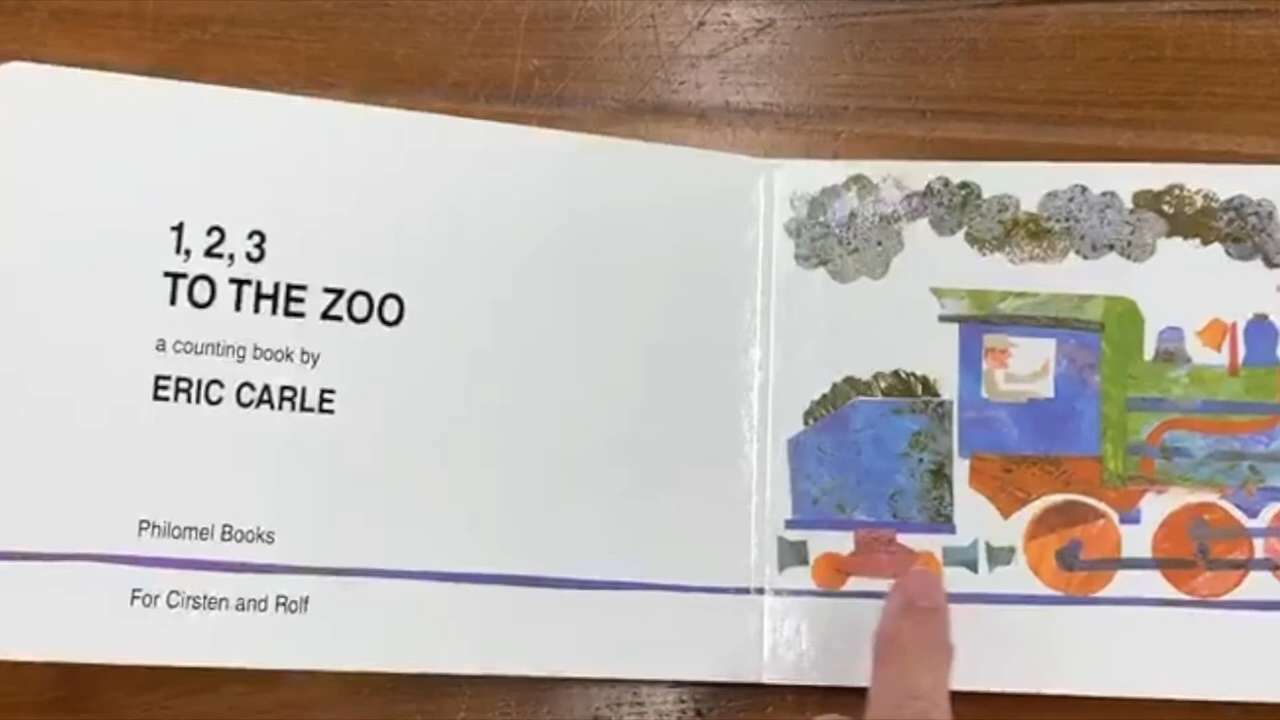 1, 2, 3
TO THE ZOO
a counting book by
ERIC CARLE
Philomel Books
For Cirsten and Rolf